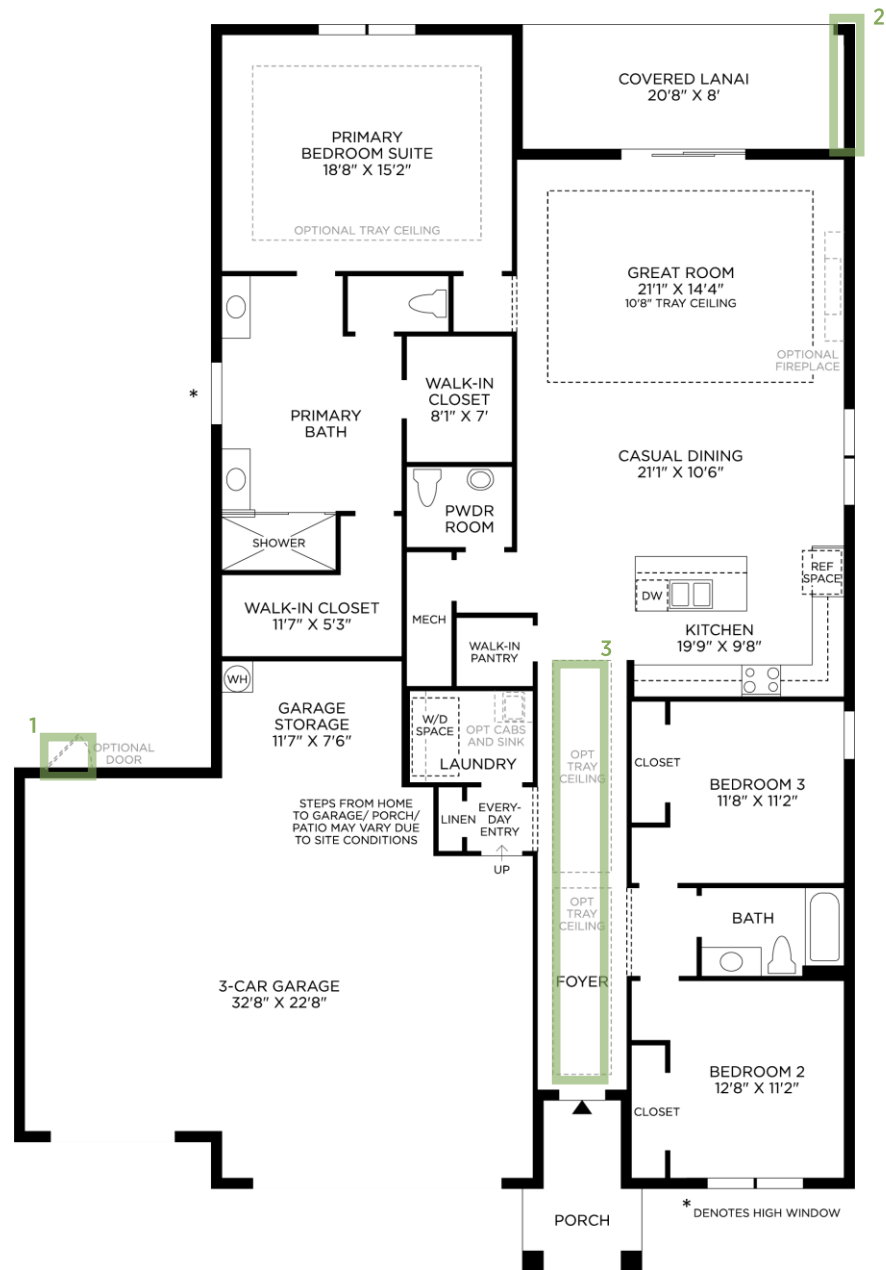 2
COVERED LANAI
20'8" X 8'
PRIMARY
BEDROOM SUITE
18'8" X 15'2"
OPTIONAL TRAY CEILING
GREAT ROOM
21'1" X 14'4"
10'8" TRAY CEILING
OPTIONAL
FIREPLACE
WALK-IN
CLOSET
8'1" X 7'
*
PRIMARY
BATH
CASUAL DINING
21'1" X 10'6"
PWDR
ROOM
SHOWER
REF
SPACE
DW
WALK-IN CLOSET
11'7" X 5'3"
MECH
KITCHEN
19'9" X 9'8"
WALK-IN
PANTRY
3
WH
GARAGE
STORAGE
11'7" X 7'6"
W/D
SPACE
OPT CABS
AND SINK
LAUNDRY
1
OPTIONAL
DOOR
OPT
TRAY
CEILING
CLOSET
BEDROOM 3
11'8" X 11'2"
STEPS FROM HOME
TO GARAGE/ PORCH/
PATIO MAY VARY DUE
TO SITE CONDITIONS
LINEN
EVERY-
DAY
ENTRY
UP
OPT
TRAY
CEILING
BATH
FOYER
3-CAR GARAGE
32'8" X 22'8"
BEDROOM 2
12'8" X 11'2"
CLOSET
PORCH
* DENOTES HIGH WINDOW